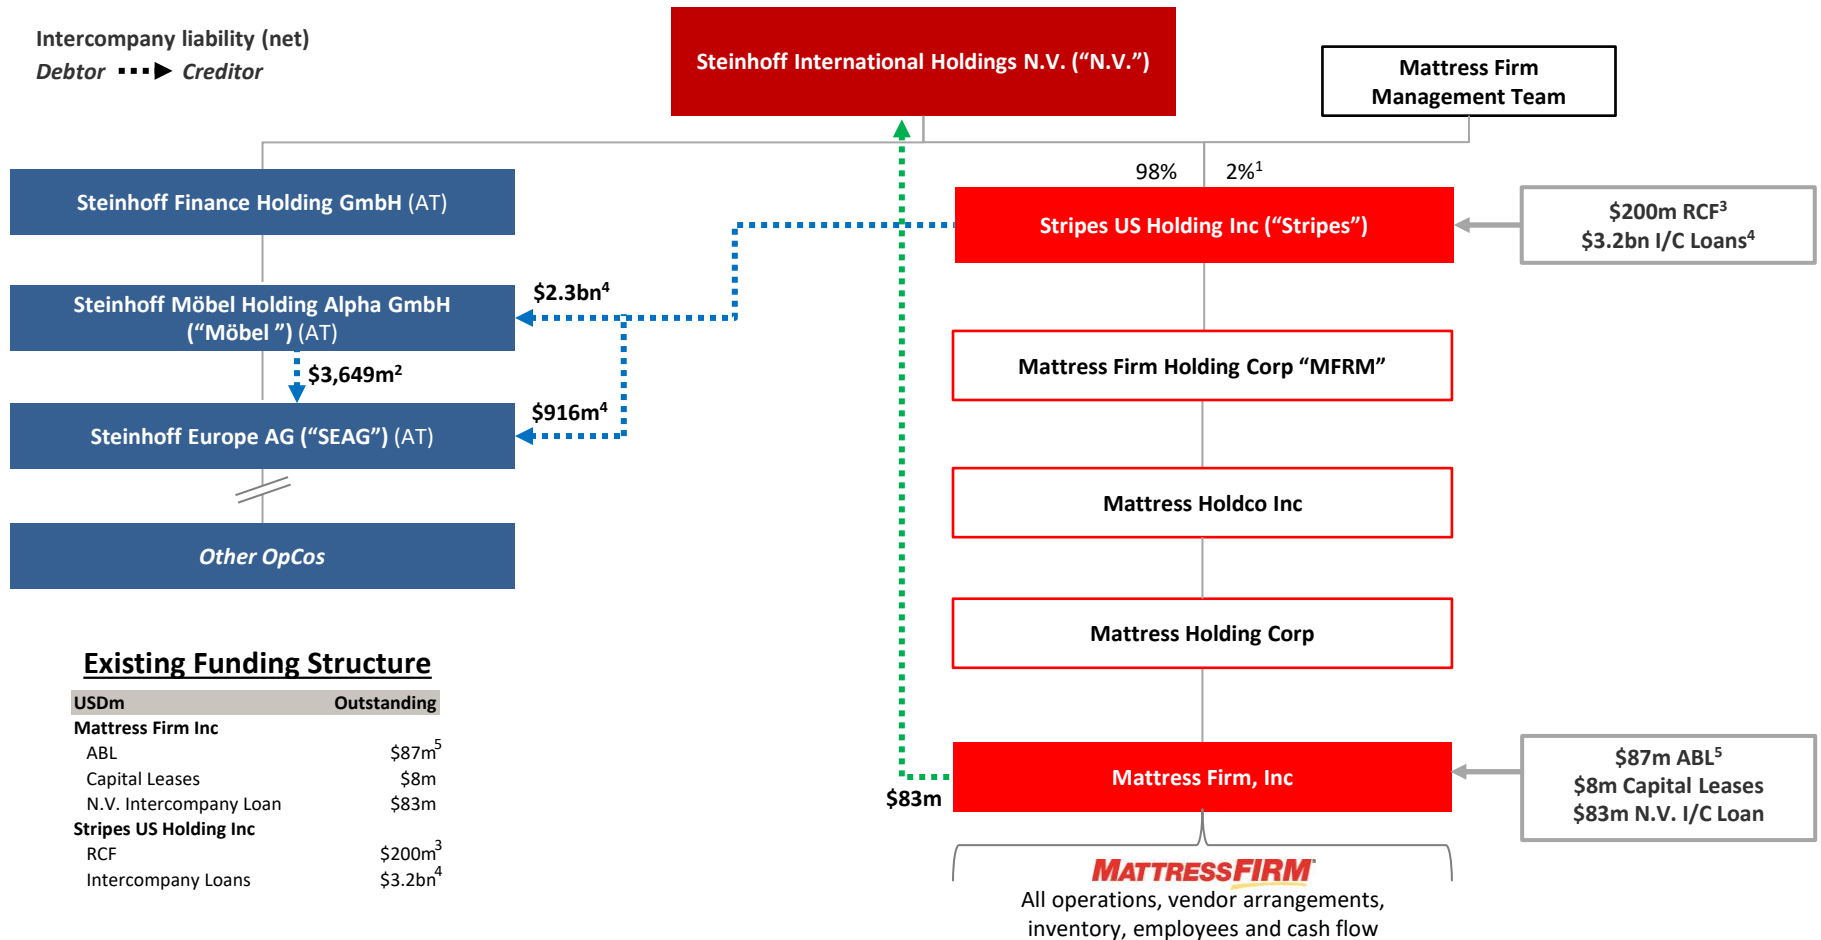 Intercompany liability (net)
Debtor Creditor
Steinhoff International Holdings N.V. (“N.V.”)
Mattress Firm
Management Team
98%
2%1
Steinhoff Finance Holding GmbH (AT)
Stripes US Holding Inc (“Stripes”)
$200m RCF3
$3.2bn I/C Loans4
Steinhoff Möbel Holding Alpha GmbH
(“Möbel ”) (AT)
$2.3bn4
$3,649m2
Mattress Firm Holding Corp “MFRM”
Steinhoff Europe AG (“SEAG”) (AT)
$916m4
Mattress Holdco Inc
Other OpCos
Mattress Holding Corp
Existing Funding Structure
USDm Outstanding
Mattress Firm Inc
ABL $87m5
Capital Leases $8m
N.V. Intercompany Loan $83m
Stripes US Holding Inc
RCF $200m3
Intercompany Loans $3.2bn4
$83m
Mattress Firm, Inc
$87m ABL5
$8m Capital Leases
$83m N.V. I/C Loan
MATTRESSFIRM
All operations, vendor arrangements,
inventory, employees and cash flow